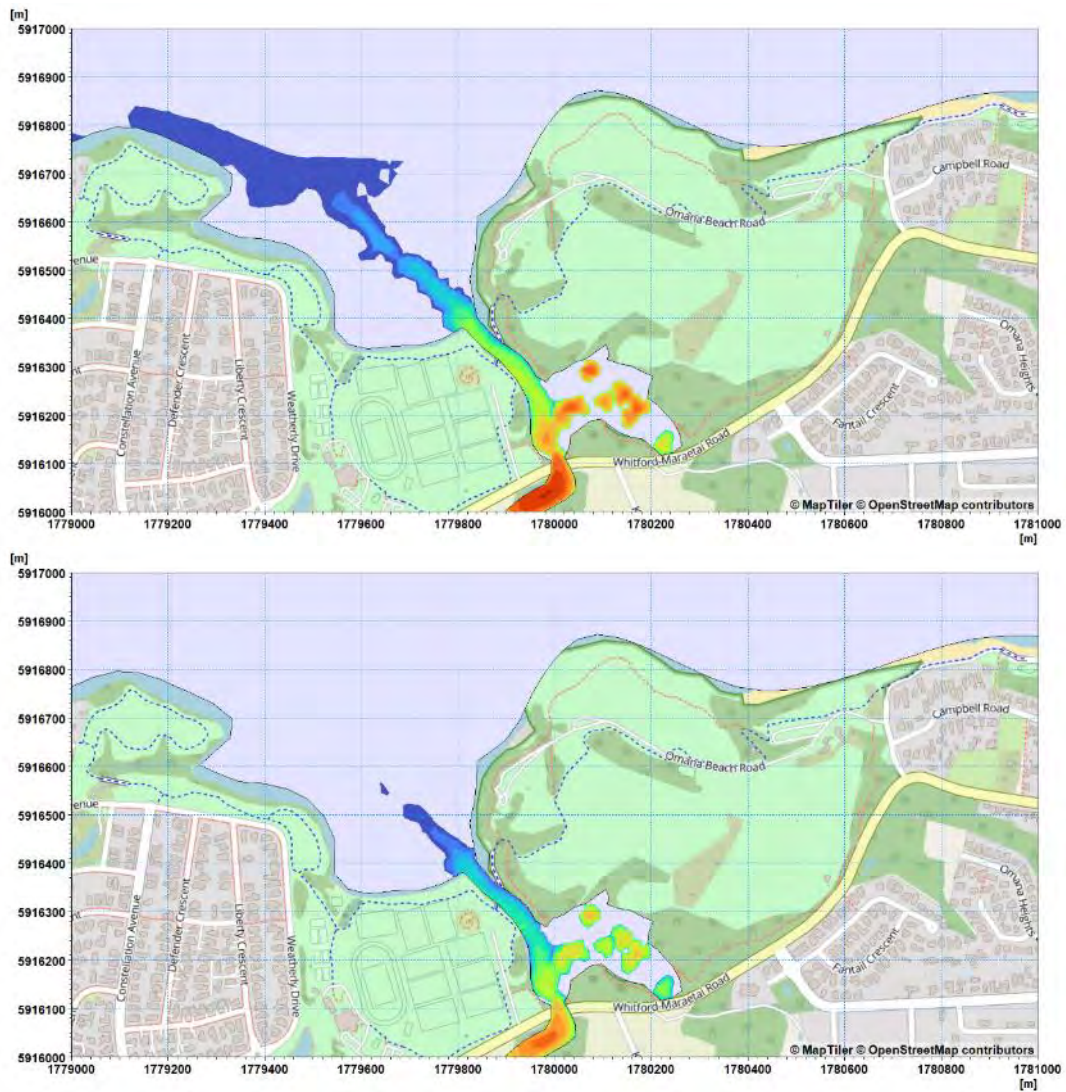 [m]
5917000
5916900
5916800
5916700
5916600
5916500
5916400
5916300
5916200
5916100
5916000
1779000 1779200 1779400 1779600 1779800 1780000 1780200 1780400 1780600 1780800 1781000
[m]
Campbell Road
Omana Beach Road
enue
Constellation Avenue
Defender Crescent
Liberty Crescent
Weatherly Drive
Omana Heights
Fantail Crescent
Whitford-Maraetai Road
© MapTiler © OpenStreetMap contributors
[m]
5917000
5916900
5916800
5916700
5916600
5916500
5916400
5916300
5916200
5916100
5916000
1779000 1779200 1779400 1779600 1779800 1780000 1780200 1780400 1780600 1780800 1781000
[m]
Campbell Road
Omana Beach Road
enue
Constellation Avenue
Defender Crescent
Liberty Crescent
Weatherly Drive
Omana Heights
Fantail Crescent
Whitford-Maraetai Road
© MapTiler © OpenStreetMap contributors